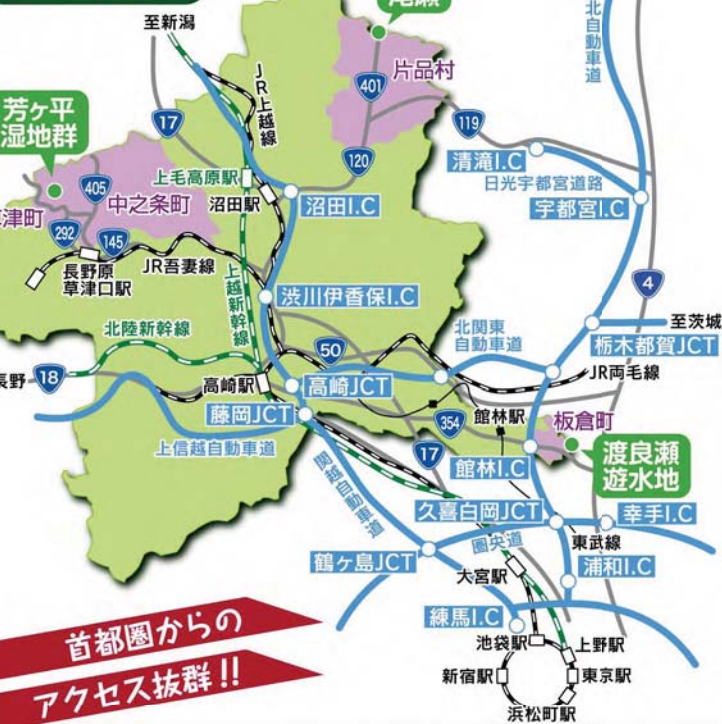 至新潟
JR上越線
片品村
401
北自動車道
17
119
清滝I.C
芳ヶ平
湿地群
120
日光宇都宮道路
405
上毛高原駅
沼田駅
沼田I.C
宇都宮I.C
中之条町
津町
292
145
長野原
草津口駅
JR吾妻線
上越新幹線
渋川伊香保I.C
4
北陸新幹線
北関東
自動車道
至茨城
栃木都賀JCT
50
18
長野
高崎駅
高崎JCT
JR両毛線
藤岡JCT
354
館林駅
板倉町
上信越自動車道
17
館林I.C
渡良瀬
遊水地
関越自動車道
久喜白岡JCT
幸手I.C
圏央道
東武線
鶴ヶ島JCT
大宮駅
浦和I.C
練馬I.C
首都圏からの
アクセス抜群!!
池袋駅
上野駅
新宿駅
東京駅
浜松町駅